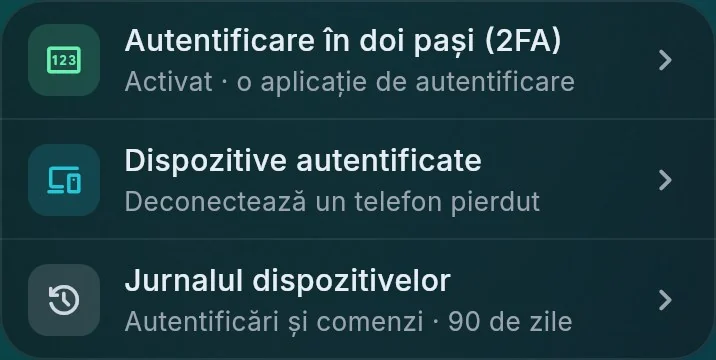 123
Autentificare în doi pași (2FA)
Activat · o aplicație de autentificare
Dispozitive autentificate
Deconectează un telefon pierdut
Jurnalul dispozitivelor
Autentificări și comenzi · 90 de zile